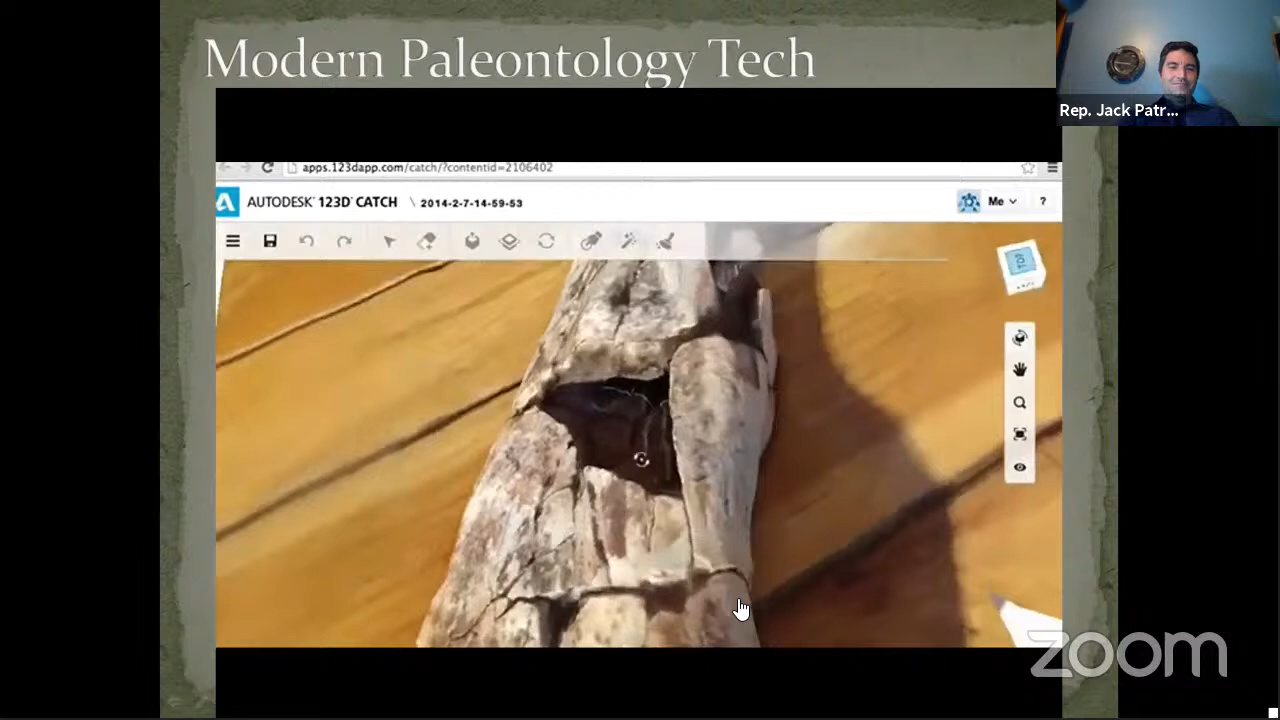 Modern Paleontology Tech
Rep. Jack Patr...
apps.123dapp.com/catch/?contentid=2106402
AUTODESK® 123D® CATCH \ 2014-2-7-14-59-53
Me ?
TOP
zoom